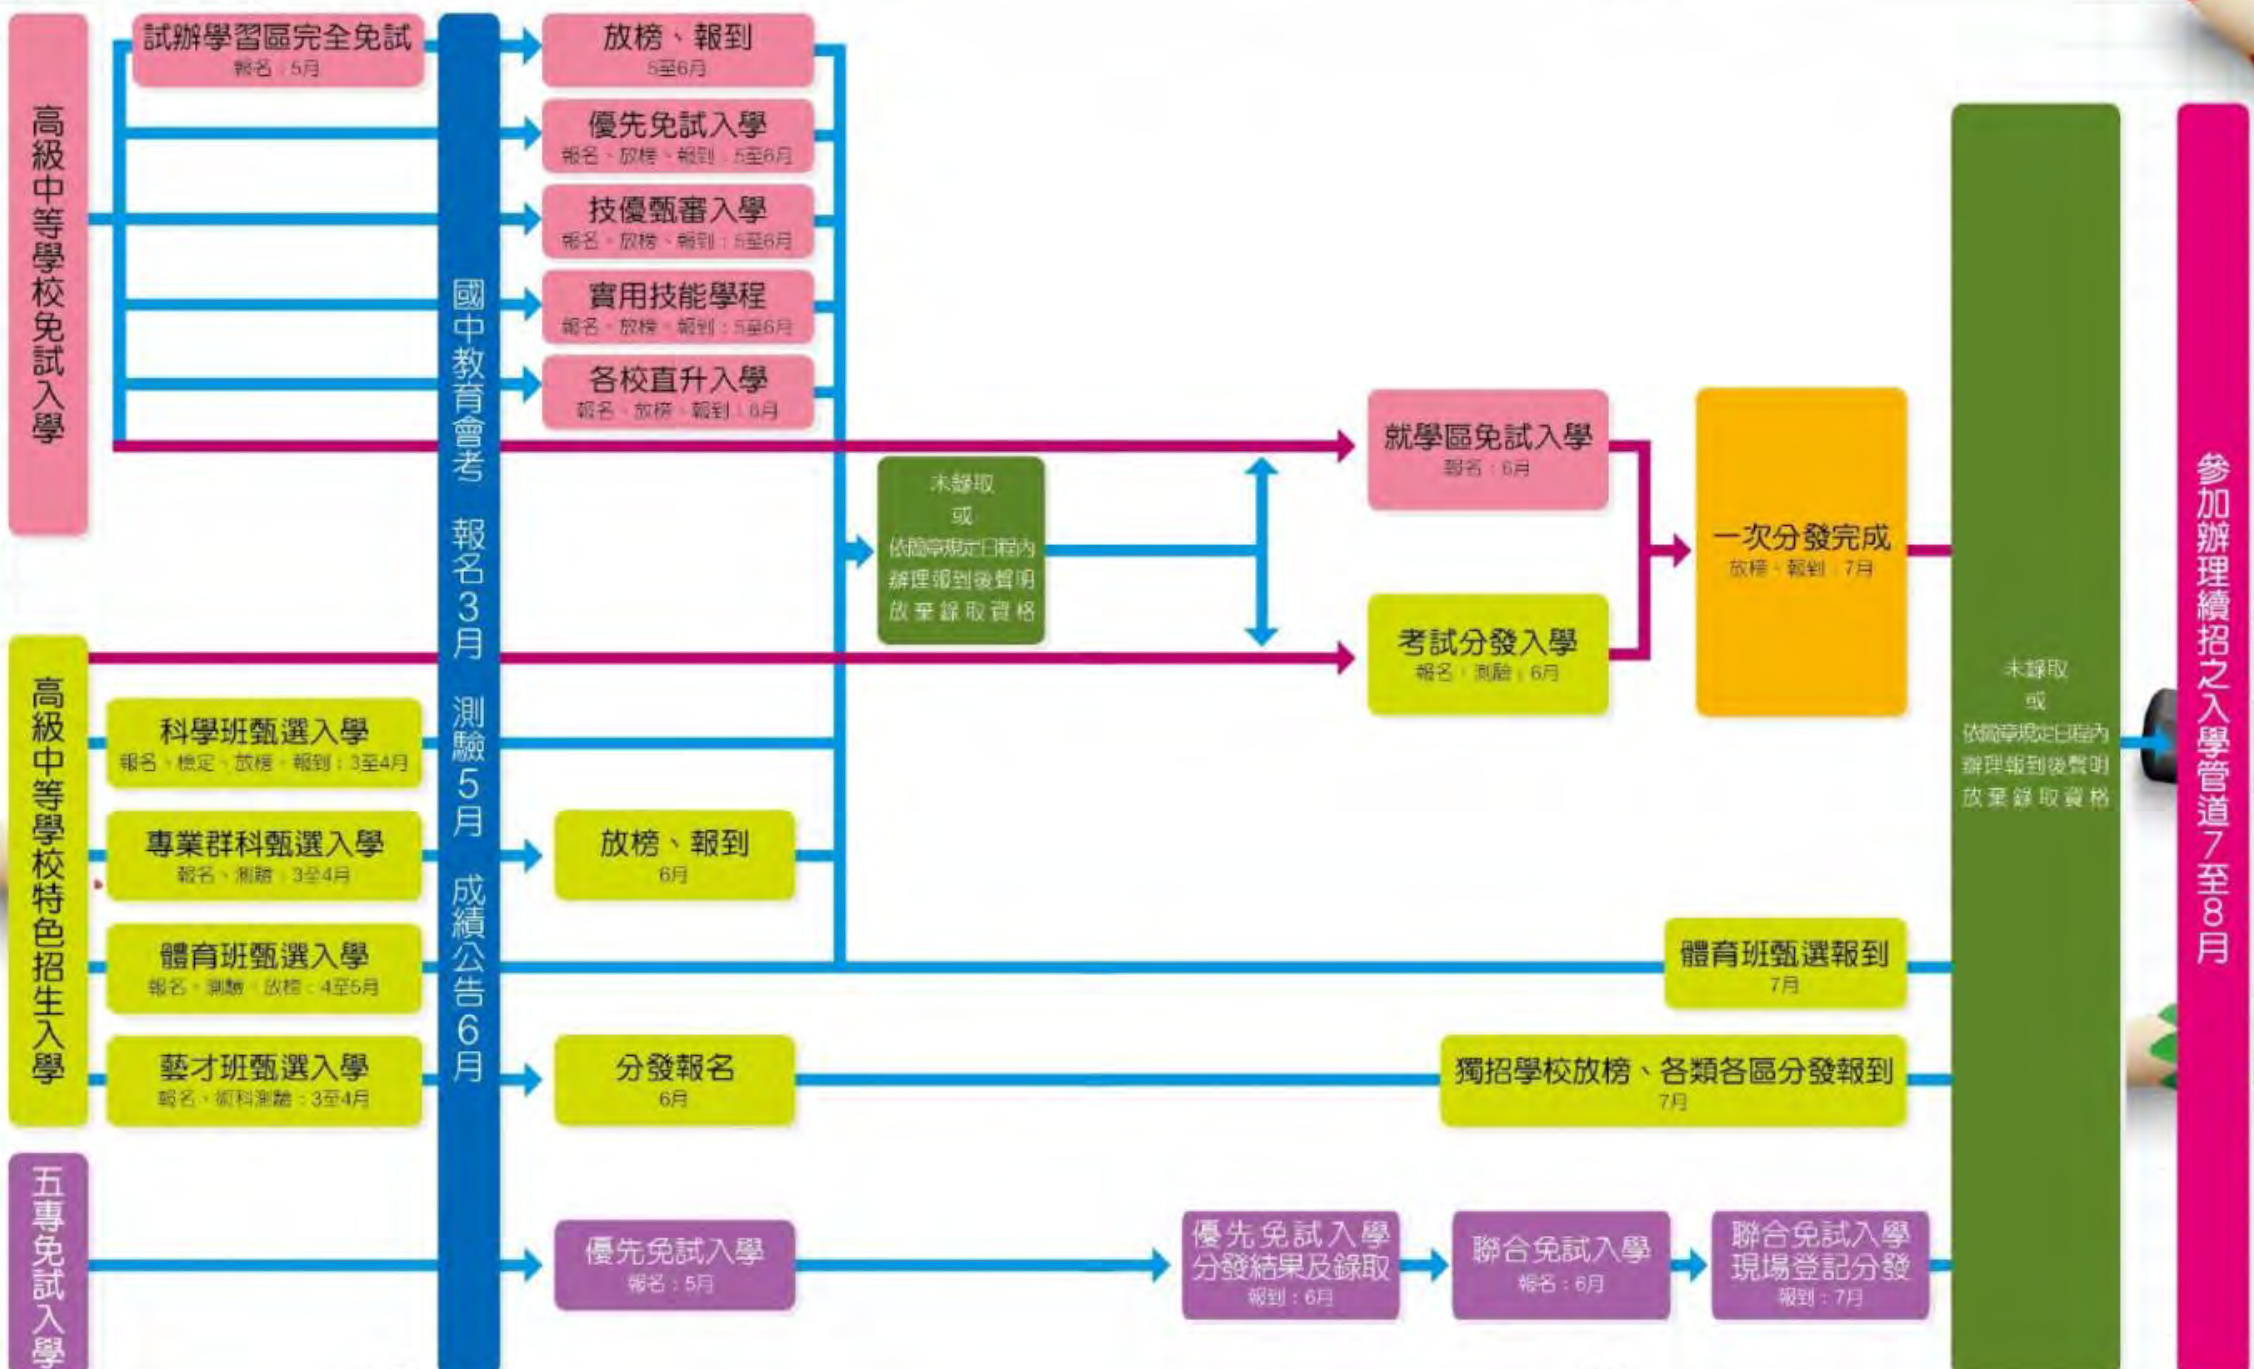 高級中等學校免試入學
試辦學習區完全免試
報名：5月
放榜、報到
5至6月
優先免試入學
報名、放榜、報到：5至6月
技優甄審入學
報名、放榜、報到：5至6月
實用技能學程
報名、放榜、報到：5至6月
各校直升入學
報名、放榜、報到：6月
國中教育會考 報名3月 測驗5月 成績公告6月
未錄取
或
依簡章規定日程內
辦理報到後聲明
放棄錄取資格
就學區免試入學
報名：6月
考試分發入學
報名、測驗：6月
一次分發完成
放榜、報到：7月
高級中等學校特色招生入學
科學班甄選入學
報名、檢定、放榜、報到：3至4月
專業群科甄選入學
報名、測驗：3至4月
放榜、報到
6月
體育班甄選入學
報名、測驗、放榜：4至5月
體育班甄選報到
7月
藝才班甄選入學
報名、術科測驗：3至4月
分發報名
6月
獨招學校放榜、各類各區分發報到
7月
五專免試入學
優先免試入學
報名：5月
優先免試入學
分發結果及錄取
報到：6月
聯合免試入學
報名：6月
聯合免試入學
現場登記分發
報到：7月
未錄取
或
依簡章規定日程內
辦理報到後聲明
放棄錄取資格
參加辦理續招之入學管道7至8月